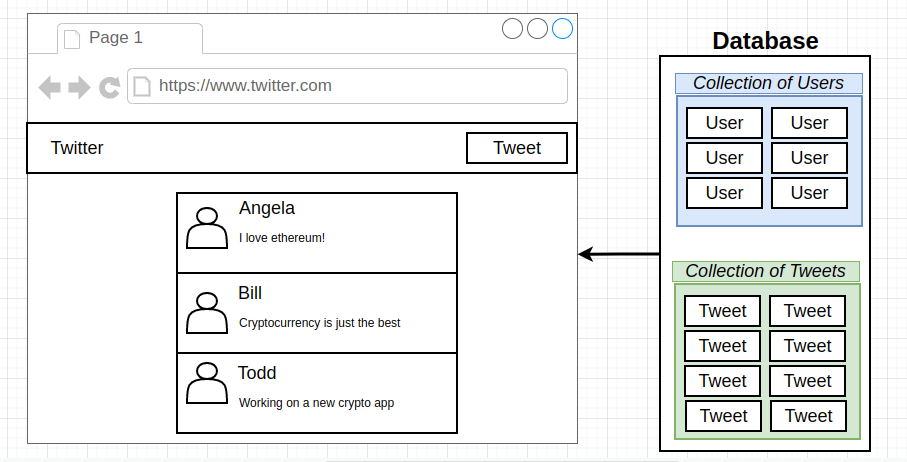 Page 1
https://www.twitter.com
Twitter
Tweet
Angela
I love ethereum!
Bill
Cryptocurrency is just the best
Todd
Working on a new crypto app
Database
Collection of Users
User User
User User
User User
Collection of Tweets
Tweet Tweet
Tweet Tweet
Tweet Tweet
Tweet Tweet